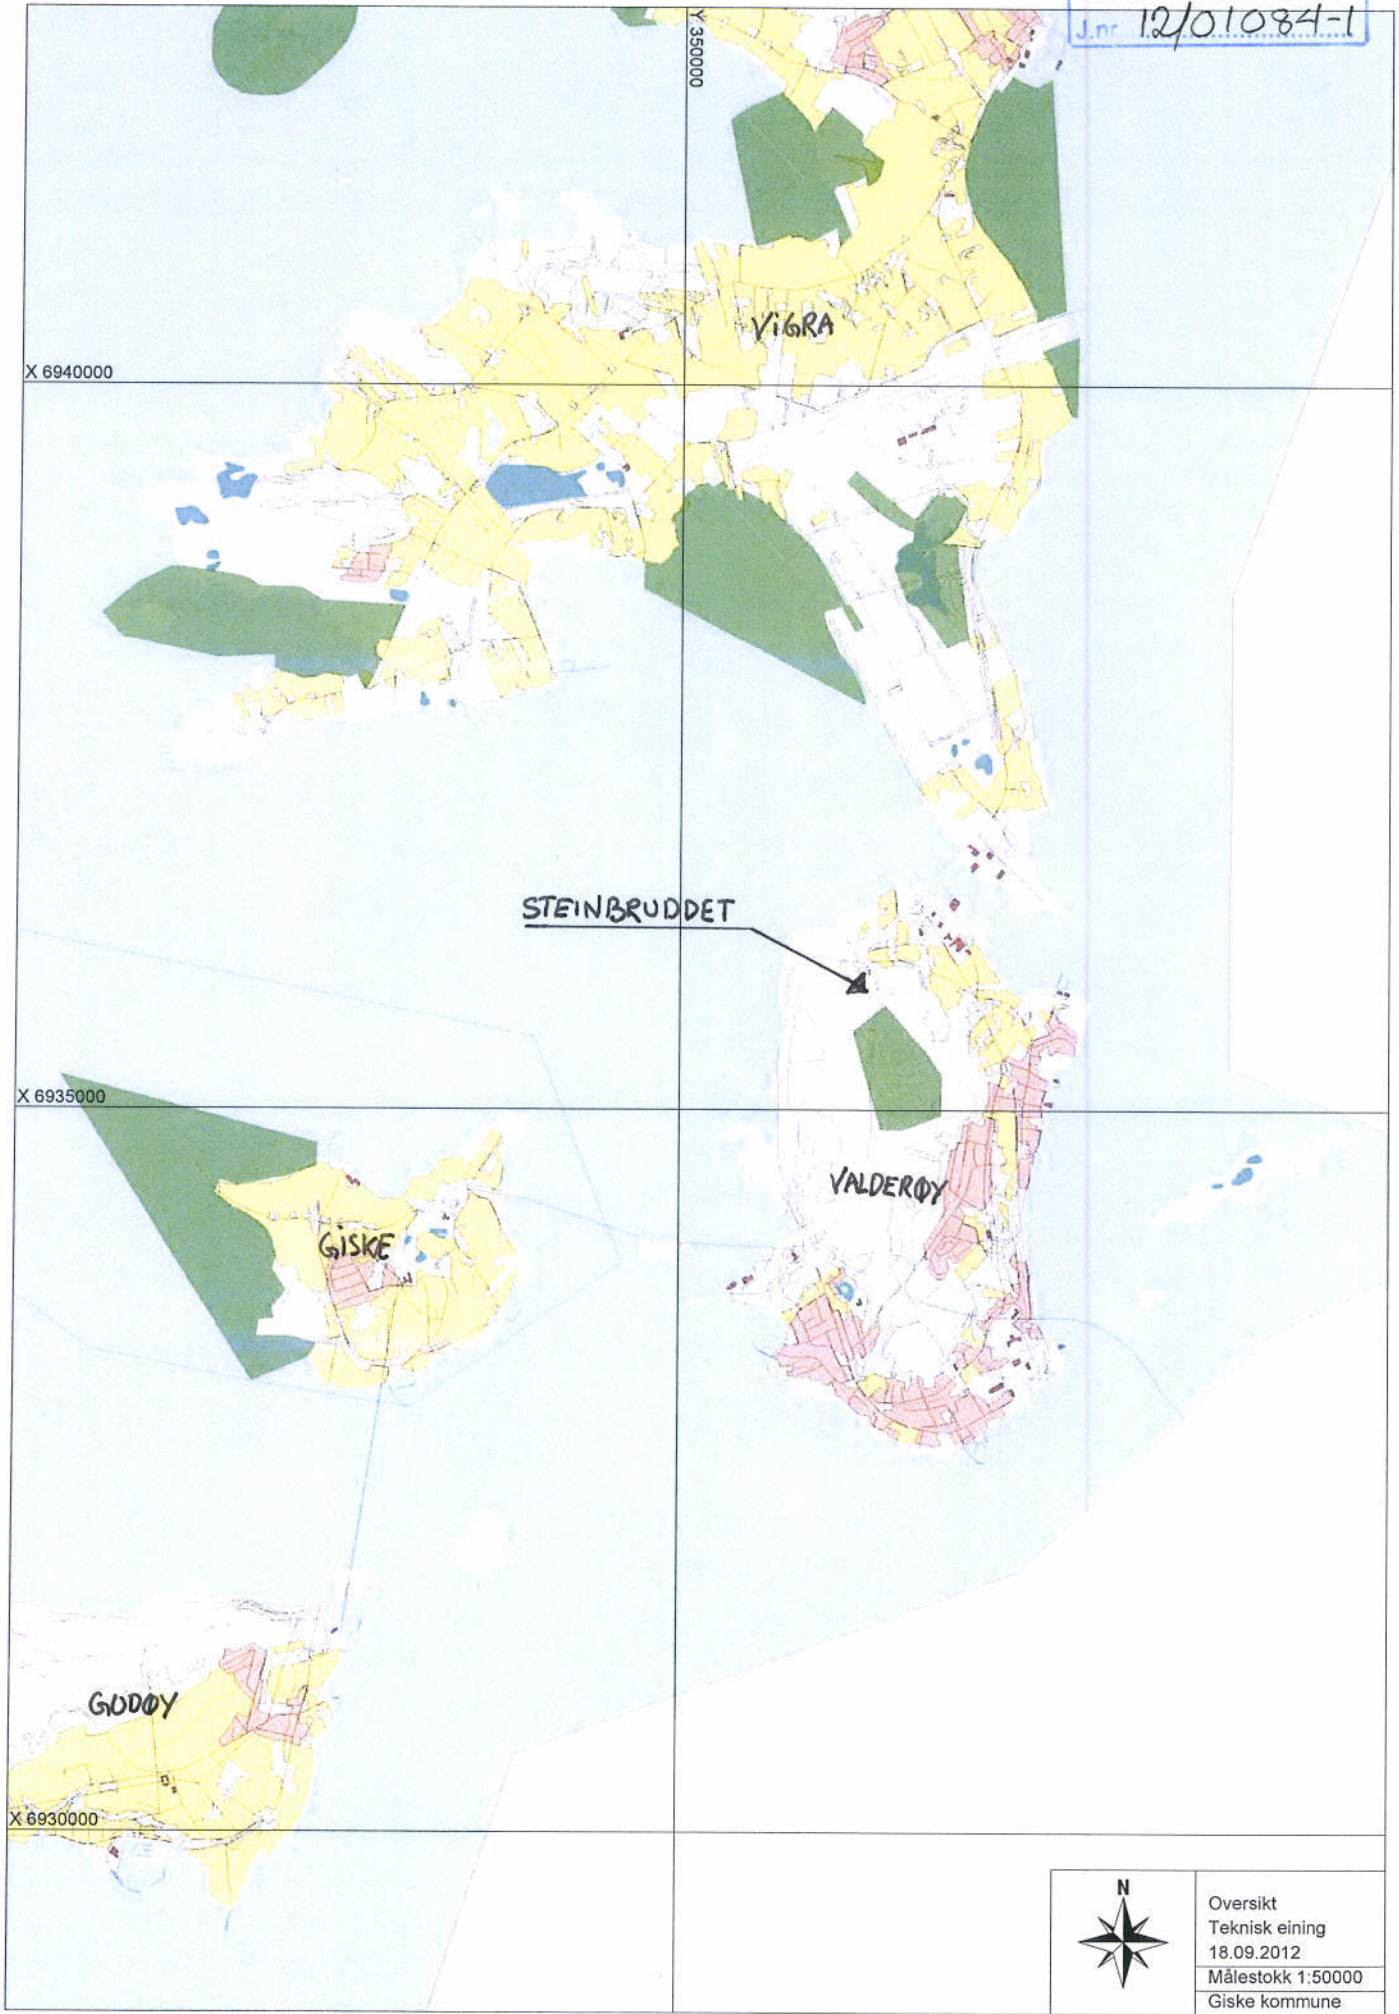 J.nr. 12/01084-1
Y 350000
VIGRA
X 6940000
STEINBRUDDET
X 6935000
VALDERØY
GISKE
GODØY
X 6930000
N
Oversikt
Teknisk eining
18.09.2012
Målestokk 1:50000
Giske kommune